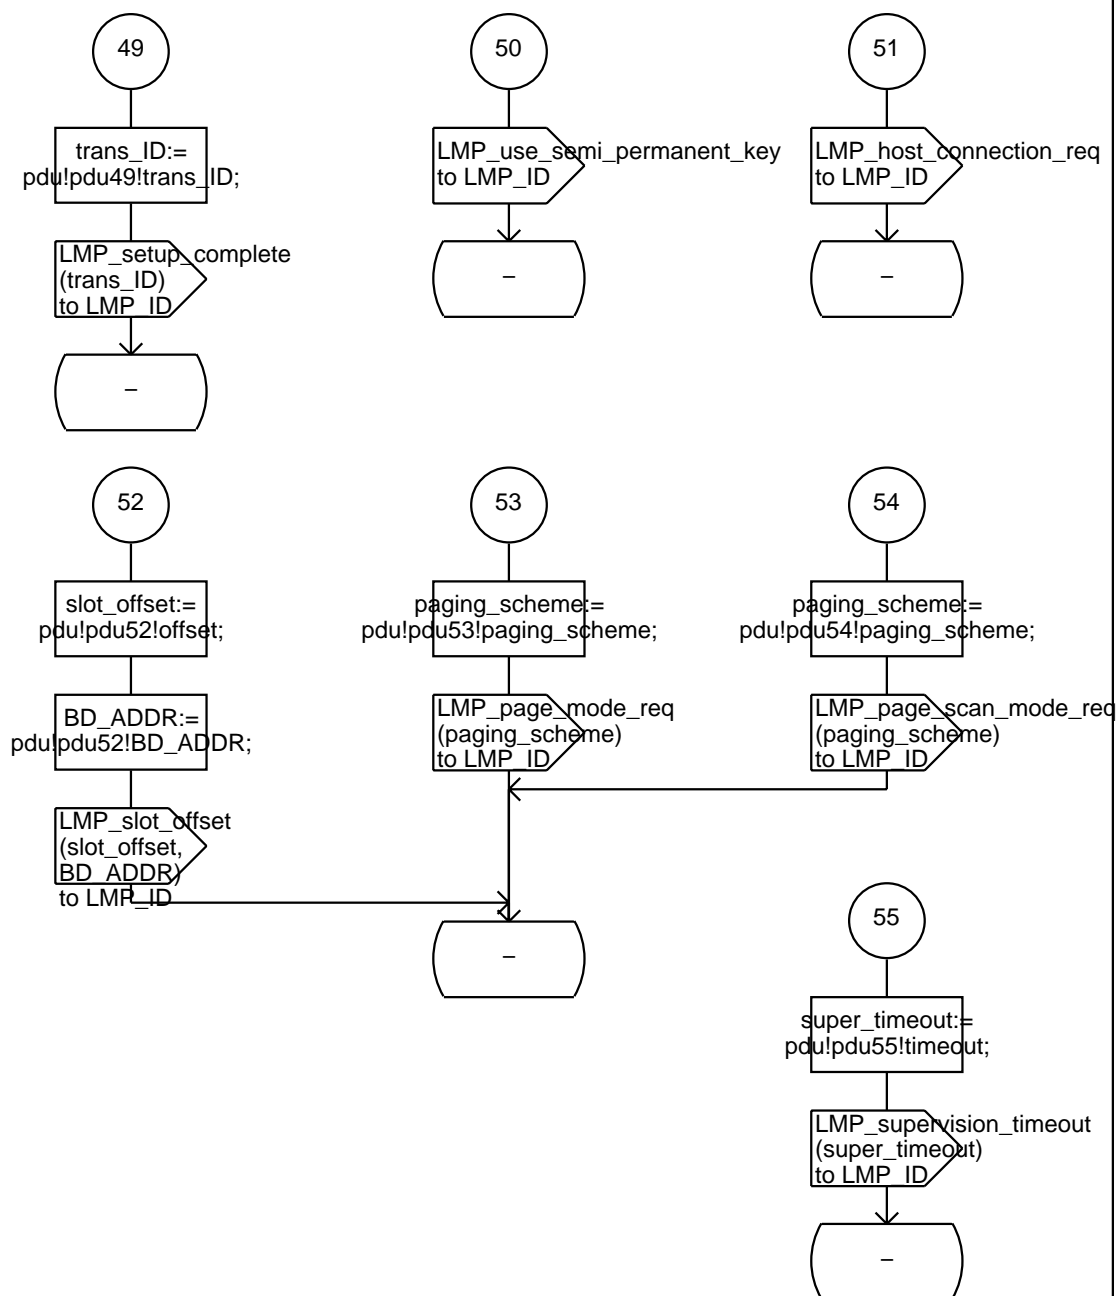 49
trans_ID:=
pdu!pdu49!trans_ID;
LMP_setup_complete
(trans_ID)
to LMP_ID
–
50
LMP_use_semi_permanent_key
to LMP_ID
–
51
LMP_host_connection_req
to LMP_ID
–
52
slot_offset:=
pdu!pdu52!offset;
BD_ADDR:=
pdu!pdu52!BD_ADDR;
LMP_slot_offset
(slot_offset,
BD_ADDR)
to LMP_ID
53
paging_scheme:=
pdu!pdu53!paging_scheme;
LMP_page_mode_req
(paging_scheme)
to LMP_ID
–
54
paging_scheme:=
pdu!pdu54!paging_scheme;
LMP_page_scan_mode_req
(paging_scheme)
to LMP_ID
55
super_timeout:=
pdu!pdu55!timeout;
LMP_supervision_timeout
(super_timeout)
to LMP_ID
–